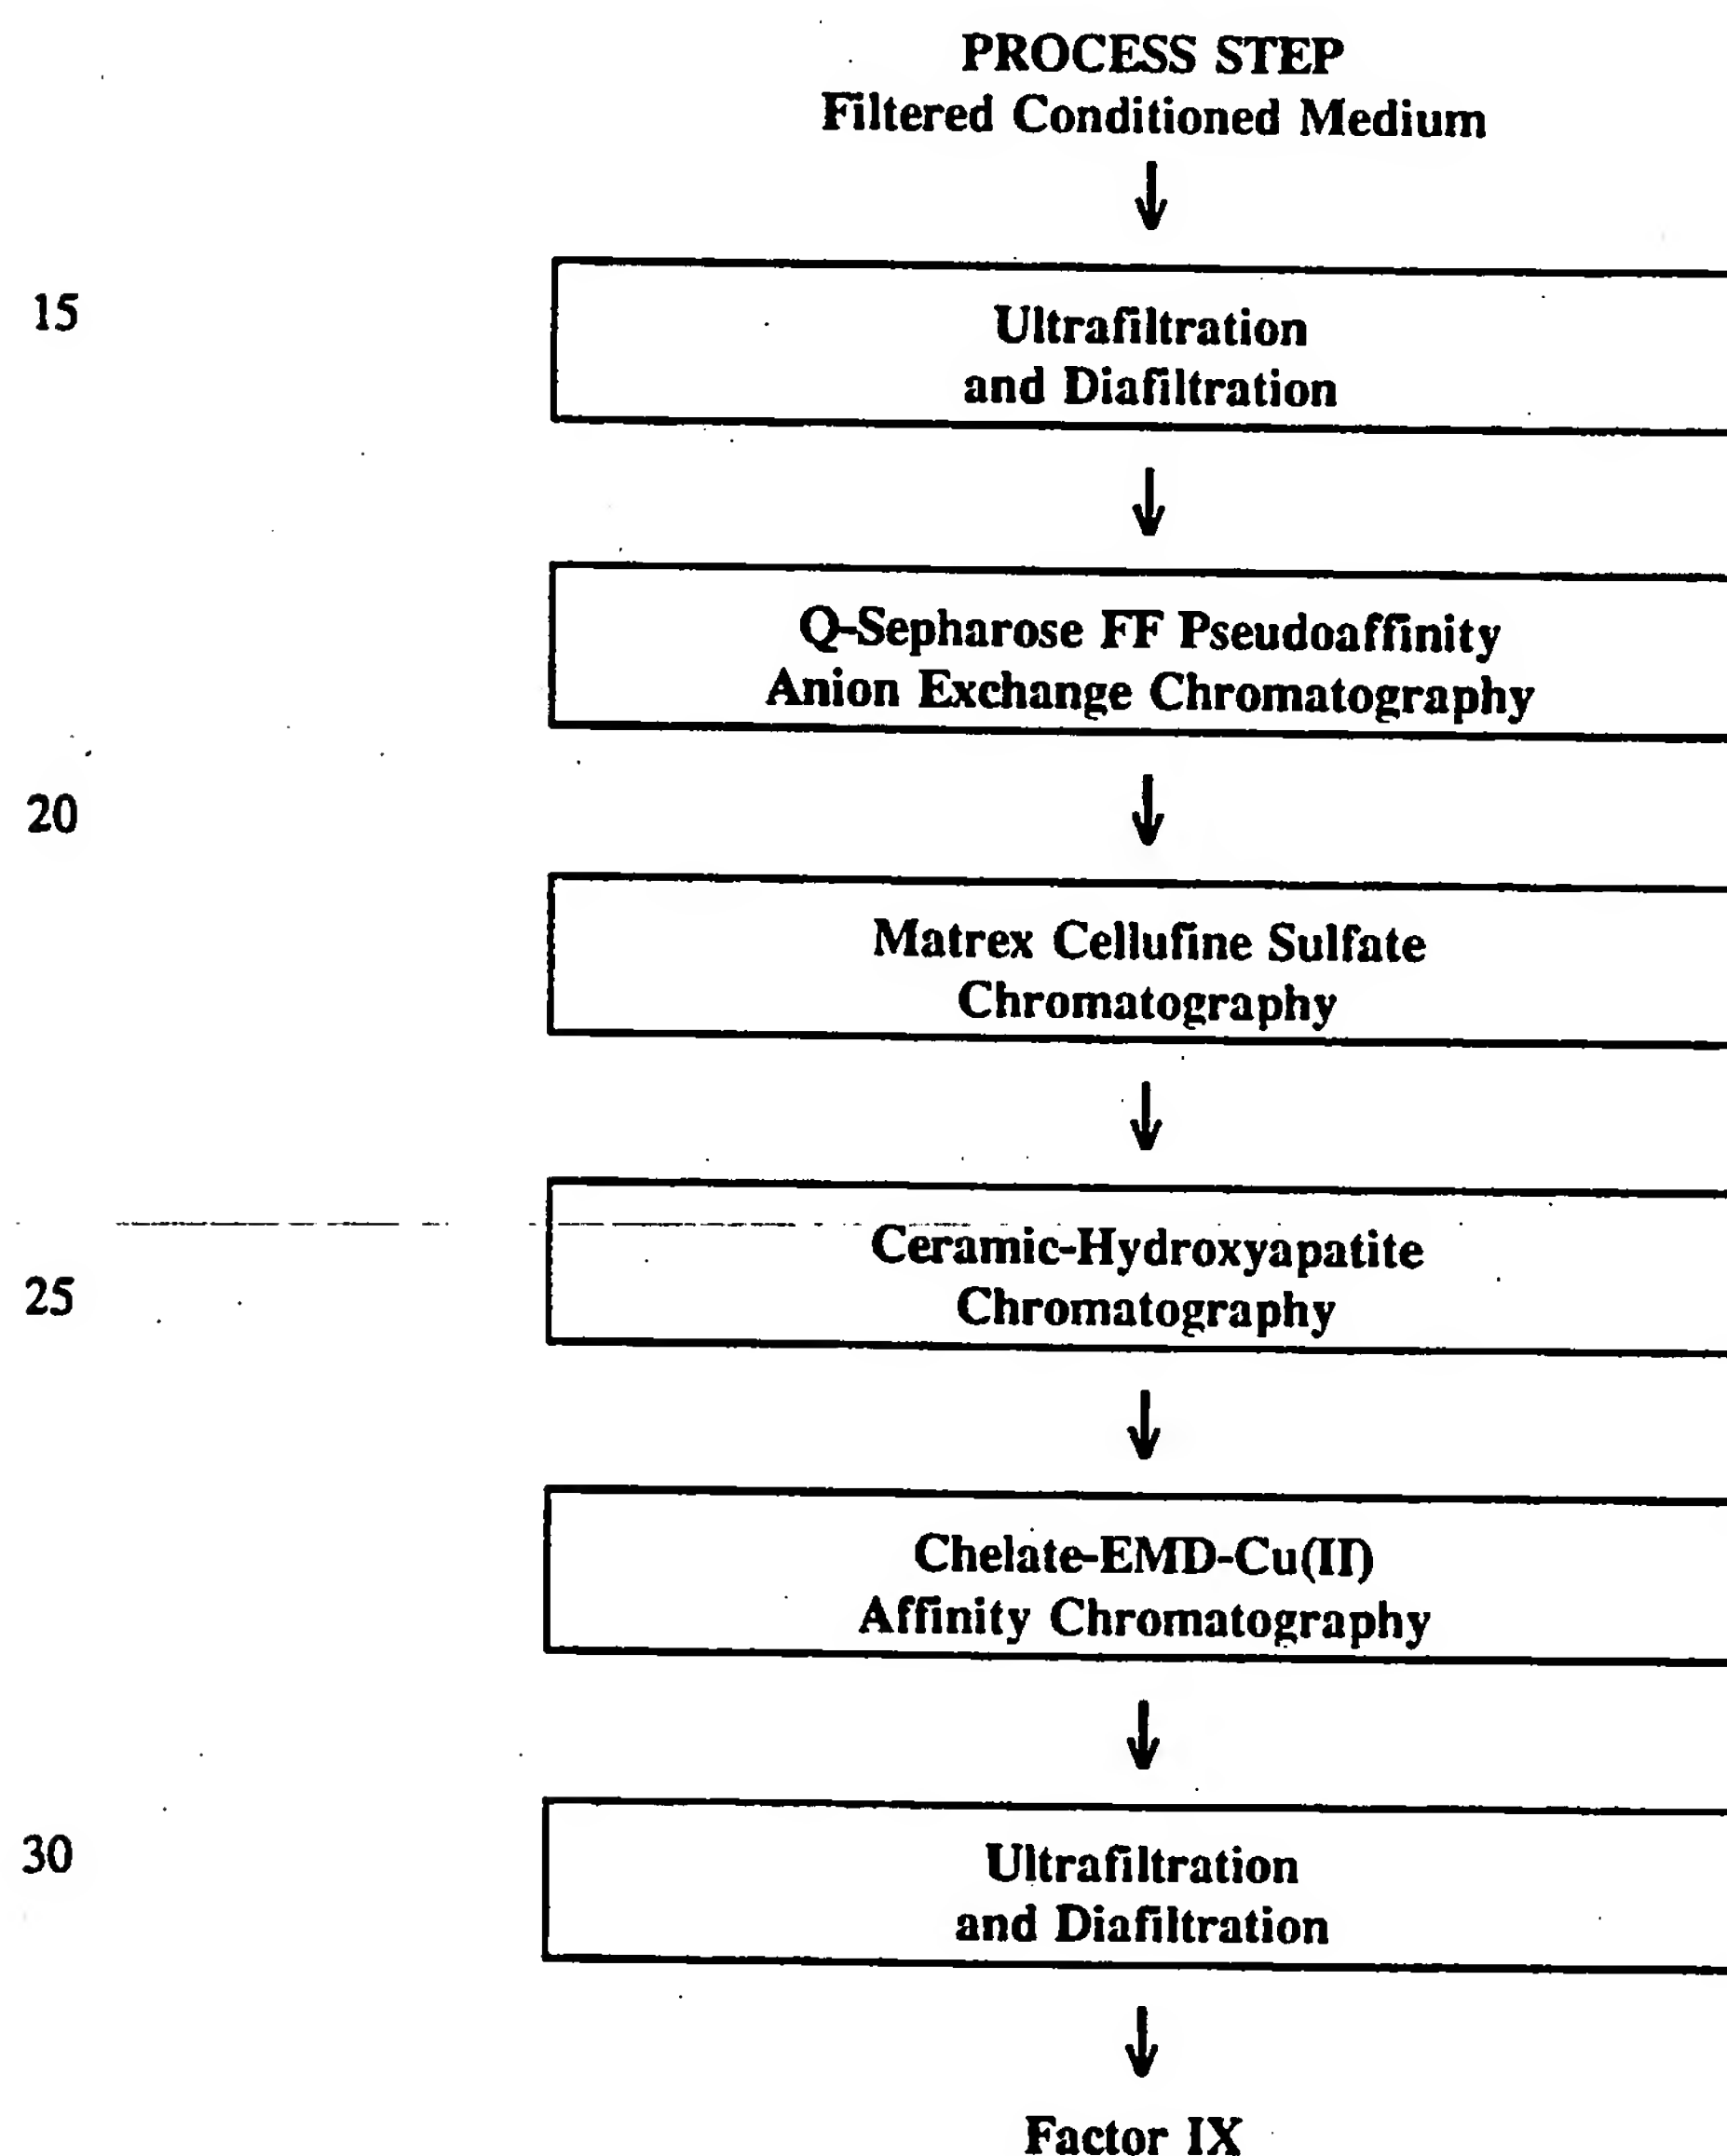 PROCESS STEP
Filtered Conditioned Medium
↓
15
Ultrafiltration
and Diafiltration
↓
Q-Sepharose FF Pseudoaffinity
Anion Exchange Chromatography
↓
20
Matrex Cellufine Sulfate
Chromatography
↓
Ceramic-Hydroxyapatite
25
Chromatography
↓
Chelate-EMD-Cu(II)
Affinity Chromatography
↓
30
Ultrafiltration
and Diafiltration
↓
Factor IX